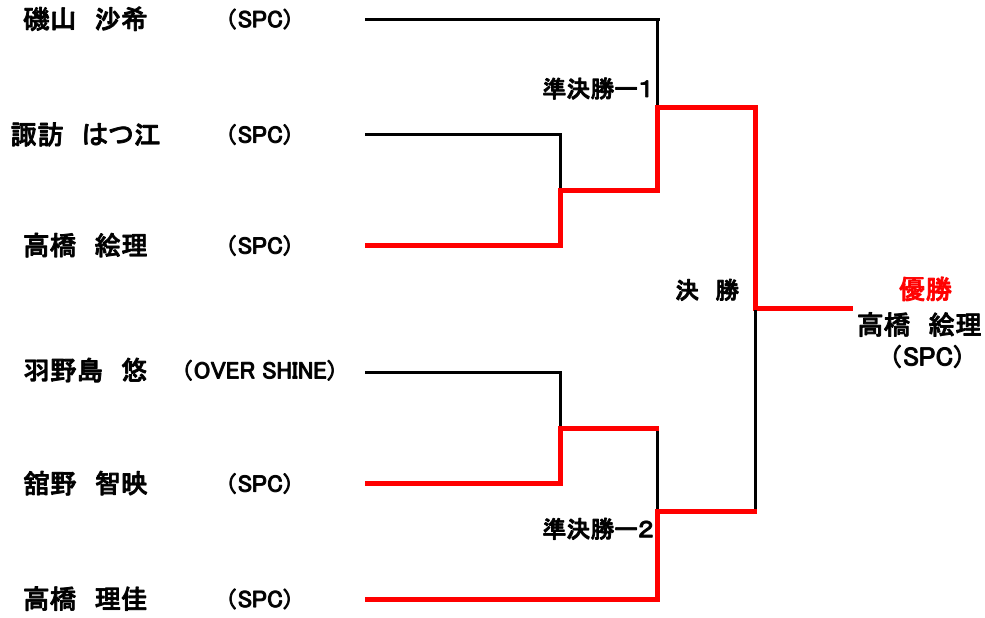 磯山　沙希　（SPC）
準決勝ー１
諏訪　はつ江　（SPC）
高橋　絵理　（SPC）
決　勝
優勝
高橋　絵理
（SPC）
羽野島　悠　（OVER SHINE）
舘野　智映　（SPC）
準決勝ー２
高橋　理佳　（SPC）